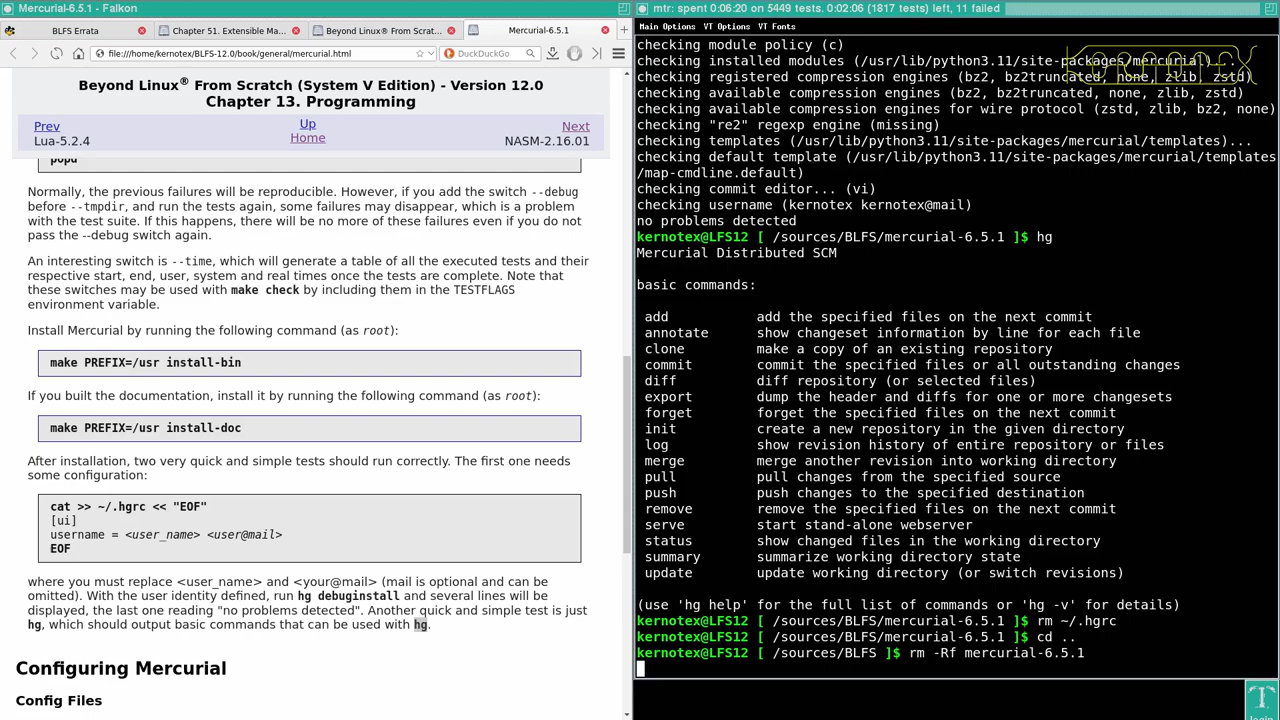 Mercurial-6.5.1 - Falkon
BLFS Errata
Chapter 51. Extensible Ma...
Beyond Linux® From Scrat...
Mercurial-6.5.1
file:///home/kernotex/BLFS-12.0/book/general/mercurial.html
DuckDuckGo
Beyond Linux® From Scratch (System V Edition) - Version 12.0
Chapter 13. Programming
Prev
Up
Next
Lua-5.2.4
Home
NASM-2.16.01
popd
Normally, the previous failures will be reproducible. However, if you add the switch --debug
before --tmpdir, and run the tests again, some failures may disappear, which is a problem
with the test suite. If this happens, there will be no more of these failures even if you do not
pass the --debug switch again.
An interesting switch is --time, which will generate a table of all the executed tests and their
respective start, end, user, system and real times once the tests are complete. Note that
these switches may be used with make check by including them in the TESTFLAGS
environment variable.
Install Mercurial by running the following command (as root):
make PREFIX=/usr install-bin
If you built the documentation, install it by running the following command (as root):
make PREFIX=/usr install-doc
After installation, two very quick and simple tests should run correctly. The first one needs
some configuration:
cat >> ~/.hgrc << "EOF"
[ui]
username = <user_name> <user@mail>
EOF
where you must replace <user_name> and <your@mail> (mail is optional and can be
omitted). With the user identity defined, run hg debuginstall and several lines will be
displayed, the last one reading "no problems detected". Another quick and simple test is just
hg, which should output basic commands that can be used with hg.
Configuring Mercurial
Config Files
mtr: spent 0:06:20 on 5449 tests. 0:02:06 (1817 tests) left, 11 failed
Main Options VT Options VT Fonts
KERNOTEX
checking module policy (c)
checking installed modules (/usr/lib/python3.11/site-packages/mercurial)...
checking registered compression engines (bz2, bz2truncated, none, zlib, zstd)
checking available compression engines (bz2, bz2truncated, none, zlib, zstd)
checking available compression engines for wire protocol (zstd, zlib, bz2, none)
checking "re2" regexp engine (missing)
checking templates (/usr/lib/python3.11/site-packages/mercurial/templates)...
checking default template (/usr/lib/python3.11/site-packages/mercurial/templates
/map-cmdline.default)
checking commit editor... (vi)
checking username (kernotex kernotex@mail)
no problems detected
kernotex@LFS12 [ /sources/BLFS/mercurial-6.5.1 ]$ hg
Mercurial Distributed SCM
basic commands:
add add the specified files on the next commit
annotate show changeset information by line for each file
clone make a copy of an existing repository
commit commit the specified files or all outstanding changes
diff diff repository (or selected files)
export dump the header and diffs for one or more changesets
forget forget the specified files on the next commit
init create a new repository in the given directory
log show revision history of entire repository or files
merge merge another revision into working directory
pull pull changes from the specified source
push push changes to the specified destination
remove remove the specified files on the next commit
serve start stand-alone webserver
status show changed files in the working directory
summary summarize working directory state
update update working directory (or switch revisions)
(use 'hg help' for the full list of commands or 'hg -v' for details)
kernotex@LFS12 [ /sources/BLFS/mercurial-6.5.1 ]$ rm ~/.hgrc
kernotex@LFS12 [ /sources/BLFS/mercurial-6.5.1 ]$ cd ..
kernotex@LFS12 [ /sources/BLFS ]$ rm -Rf mercurial-6.5.1
login